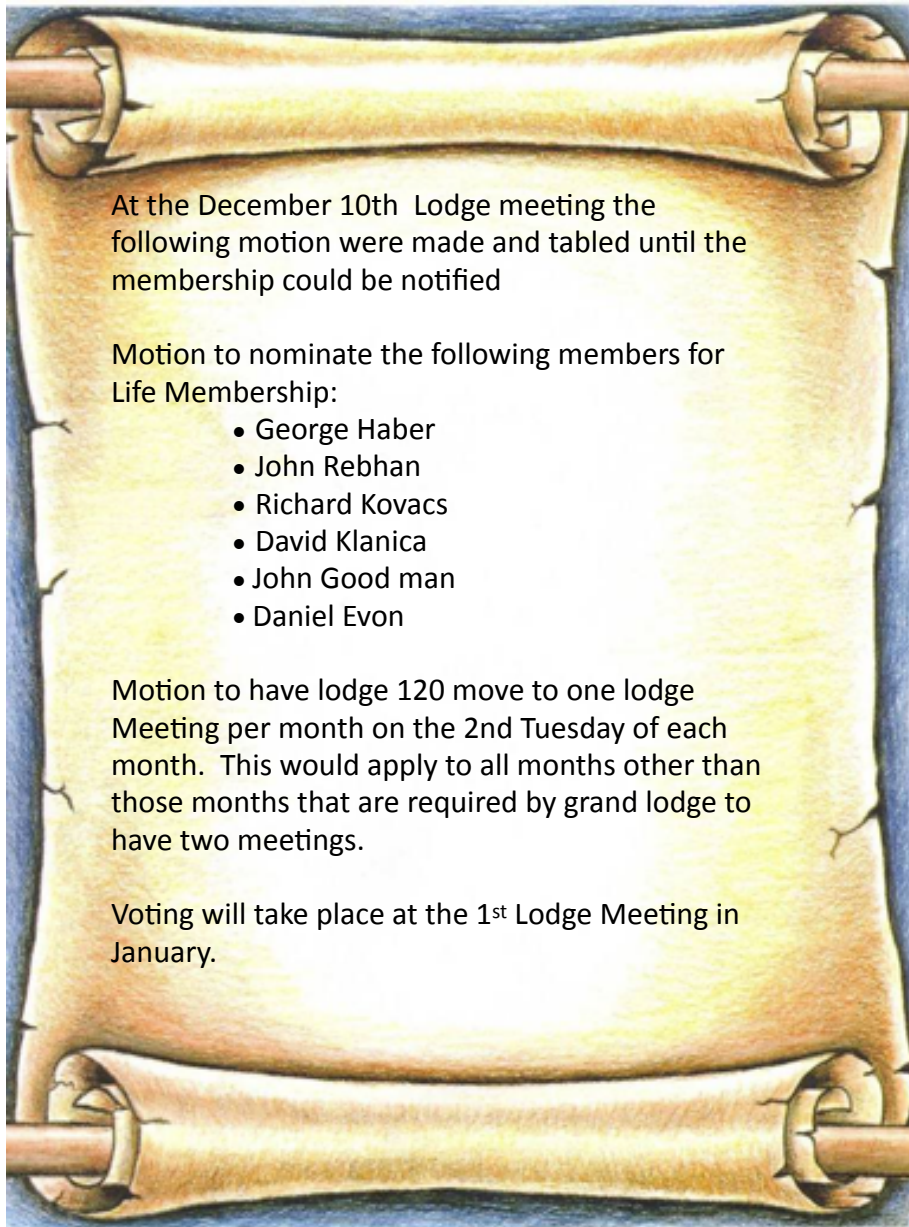 At the December 10th  Lodge meeting the
following motion were made and tabled until the
membership could be notified
Motion to nominate the following members for
Life Membership:
• George Haber
• John Rebhan
• Richard Kovacs
• David Klanica
• John Good man
• Daniel Evon
Motion to have lodge 120 move to one lodge
Meeting per month on the 2nd Tuesday of each
month.  This would apply to all months other than
those months that are required by grand lodge to
have two meetings.
Voting will take place at the 1st Lodge Meeting in
January.